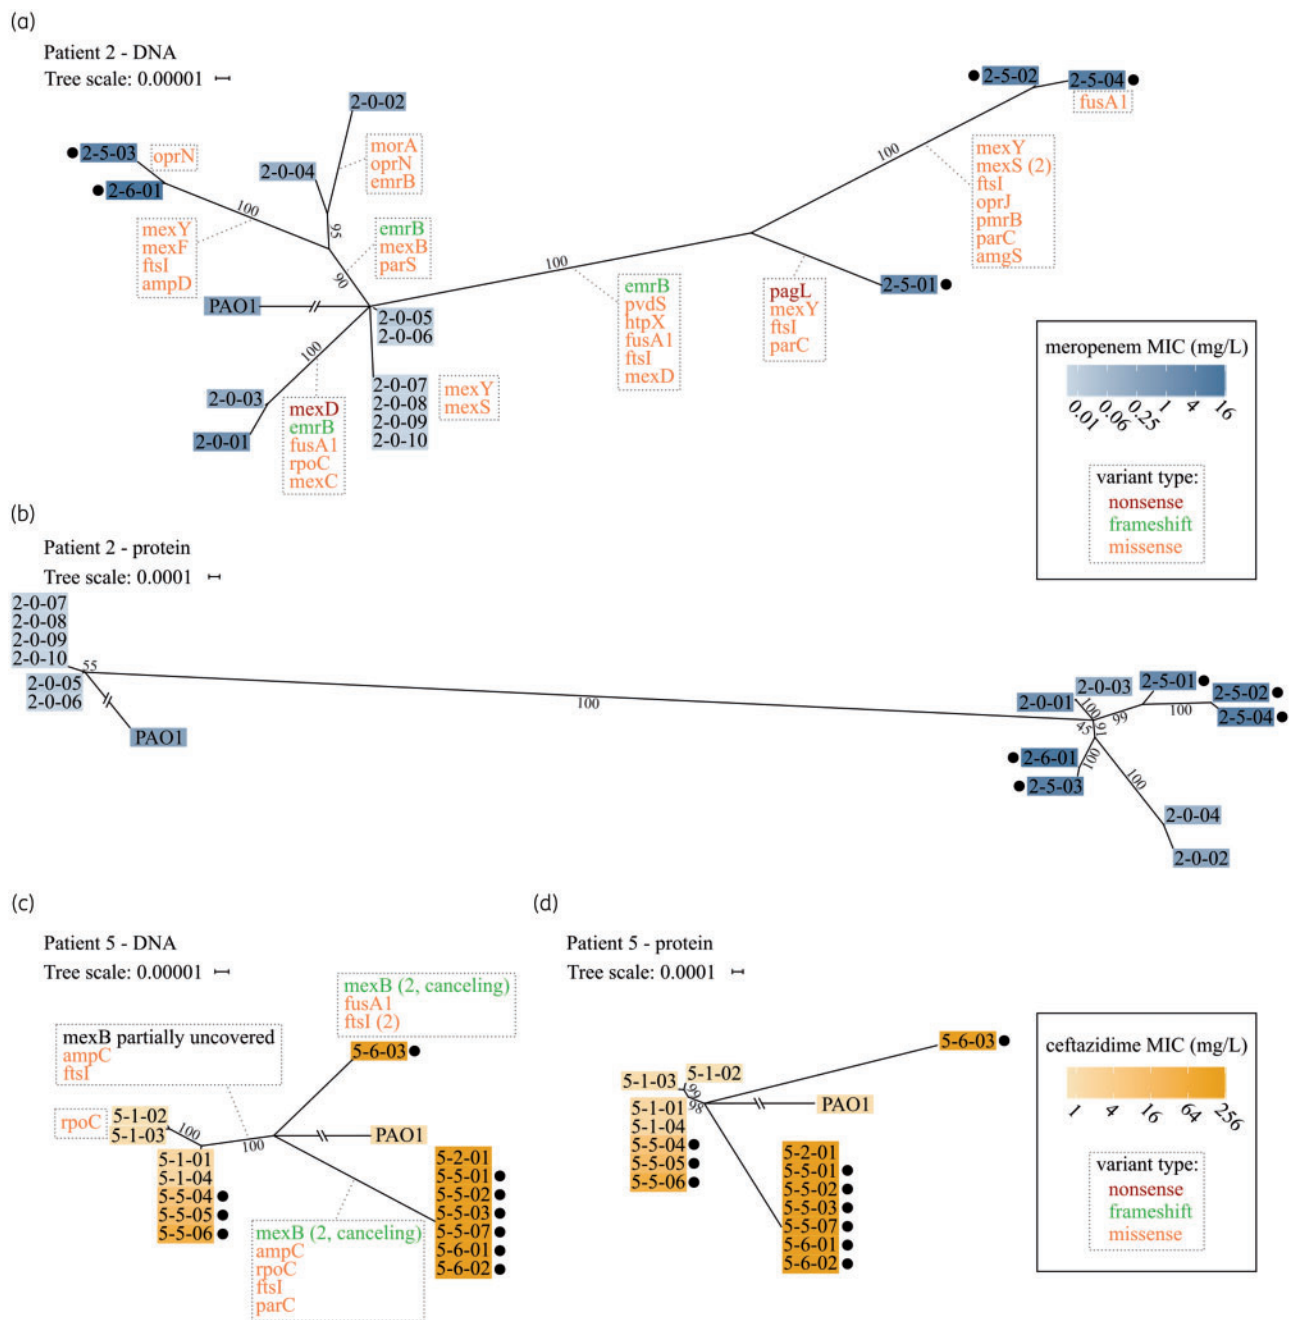 (a)
Patient 2 - DNA
Tree scale: 0.00001
2-0-02
2-5-02
2-5-04
fusA1
2-5-03
oprN
2-6-01
2-0-04
morA
oprN
emrB
100
95
100
mexY
mexS (2)
ftsI
oprJ
pmrB
parC
amgS
mexY
mexF
ftsI
ampD
emrB
mexB
parS
90
100
PAO1
2-0-05
2-0-06
emrB
pvdS
htpX
fusA1
ftsI
mexD
pagL
mexY
ftsI
parC
2-5-01
100
2-0-03
2-0-01
mexD
emrB
fusA1
rpoC
mexC
2-0-07
2-0-08
2-0-09
2-0-10
mexY
mexS
meropenem MIC (mg/L)
0.01 0.06 0.25 1 4 16
variant type:
nonsense
frameshift
missense
(b)
Patient 2 - protein
Tree scale: 0.0001
2-0-07
2-0-08
2-0-09
2-0-10
55
2-0-05
2-0-06
PAO1
100
2-0-01
2-0-03
2-5-01
2-5-02
2-5-04
100
99
100
45
91
2-6-01
2-5-03
100
100
2-0-04
2-0-02
(c)
Patient 5 - DNA
Tree scale: 0.00001
mexB (2, canceling)
fusA1
ftsI (2)
mexB partially uncovered
ampC
ftsI
5-6-03
rpoC
5-1-02
5-1-03
100
100
PAO1
5-1-01
5-1-04
5-5-04
5-5-05
5-5-06
5-2-01
5-5-01
5-5-02
5-5-03
5-5-07
5-6-01
5-6-02
mexB (2, canceling)
ampC
rpoC
ftsI
parC
(d)
Patient 5 - protein
Tree scale: 0.0001
5-6-03
5-1-03
5-1-02
99
98
PAO1
5-1-01
5-1-04
5-5-04
5-5-05
5-5-06
5-2-01
5-5-01
5-5-02
5-5-03
5-5-07
5-6-01
5-6-02
ceftazidime MIC (mg/L)
1 4 16 64 256
variant type:
nonsense
frameshift
missense